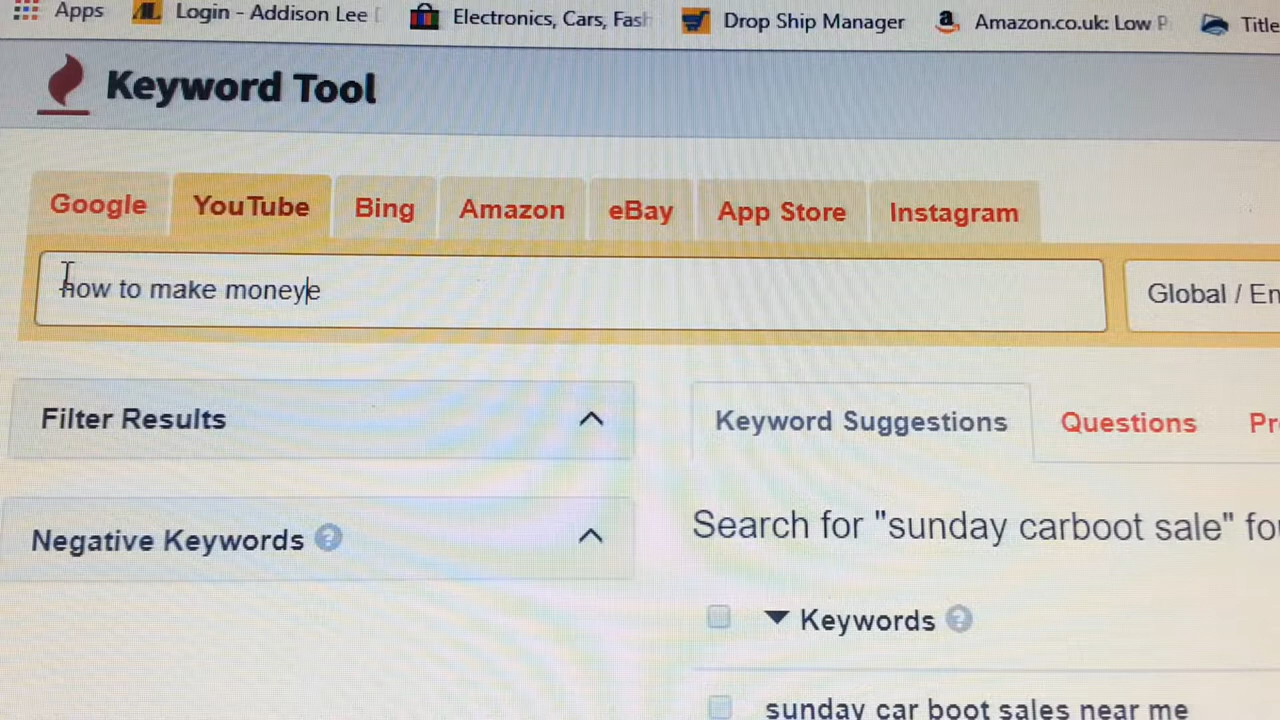 Apps Login - Addison Lee Electronics, Cars, Fash Drop Ship Manager Amazon.co.uk: Low P Title
Keyword Tool
Google YouTube Bing Amazon eBay App Store Instagram
how to make moneye Global / En
Filter Results Keyword Suggestions Questions Pr
Negative Keywords ? Search for "sunday carboot sale" fo
Keywords ?
sunday car boot sales near me